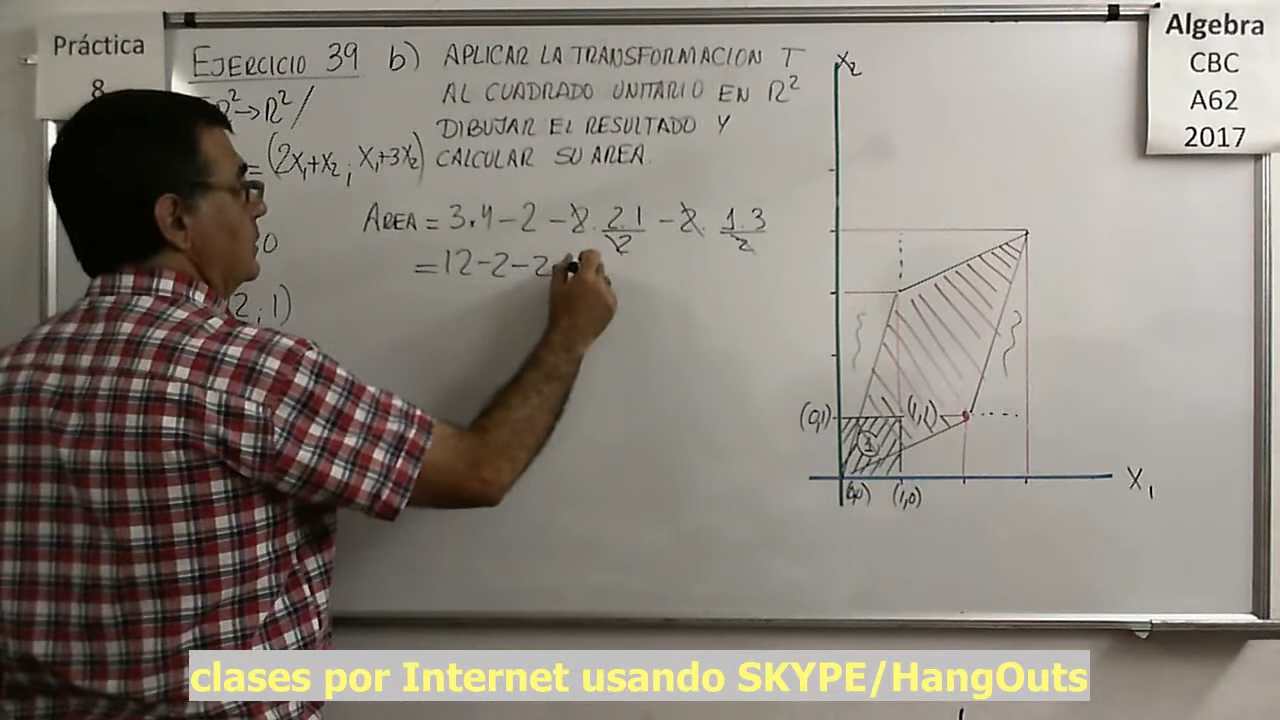 Práctica
8
EJERCICIO 39 b) APLICAR LA TRANSFORMACION T
AL CUADRADO UNITARIO EN R²
DIBUJAR EL RESULTADO Y
CALCULAR SU AREA.
R²→R² /
=(2X₁+X₂; X₁+3X₂)
AREA = 3.4 - 2 - 2. 2.1/2 - 2. 1.3/2
= 12 - 2 - 2
0
2;1)
X₂
(0,1)
(1,1)
(0,0)
(1,0)
X₁
Algebra
CBC
A62
2017
clases por Internet usando SKYPE/HangOuts